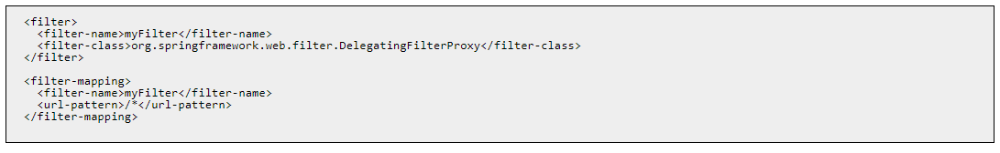 <filter>
  <filter-name>myFilter</filter-name>
  <filter-class>org.springframework.web.filter.DelegatingFilterProxy</filter-class>
</filter>

<filter-mapping>
  <filter-name>myFilter</filter-name>
  <url-pattern>/*</url-pattern>
</filter-mapping>